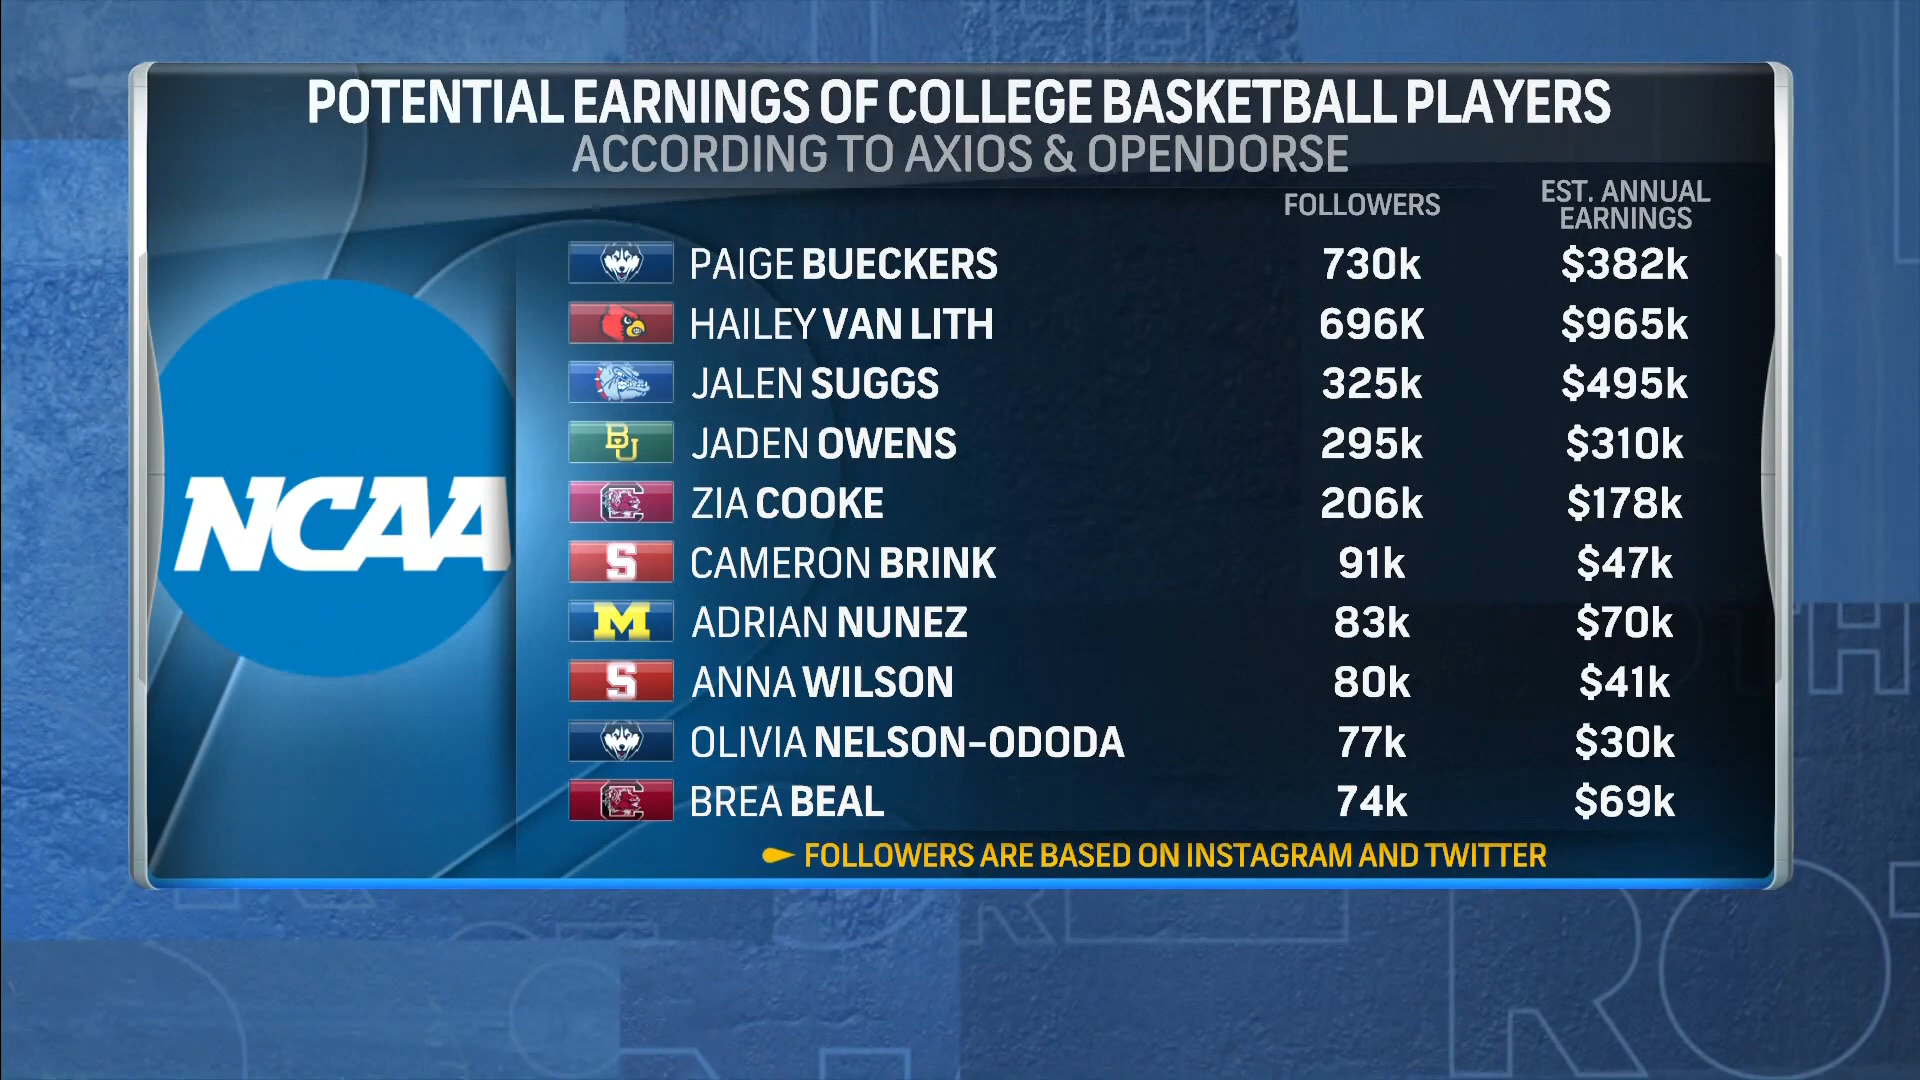 POTENTIAL EARNINGS OF COLLEGE BASKETBALL PLAYERS
ACCORDING TO AXIOS & OPENDORSE
FOLLOWERS EST. ANNUAL
EARNINGS
PAIGE BUECKERS 730k $382k
HAILEY VAN LITH 696K $965k
JALEN SUGGS 325k $495k
BU JADEN OWENS 295k $310k
C ZIA COOKE 206k $178k
S CAMERON BRINK 91k $47k
M ADRIAN NUNEZ 83k $70k
S ANNA WILSON 80k $41k
OLIVIA NELSON-ODODA 77k $30k
C BREA BEAL 74k $69k
FOLLOWERS ARE BASED ON INSTAGRAM AND TWITTER
NCAA